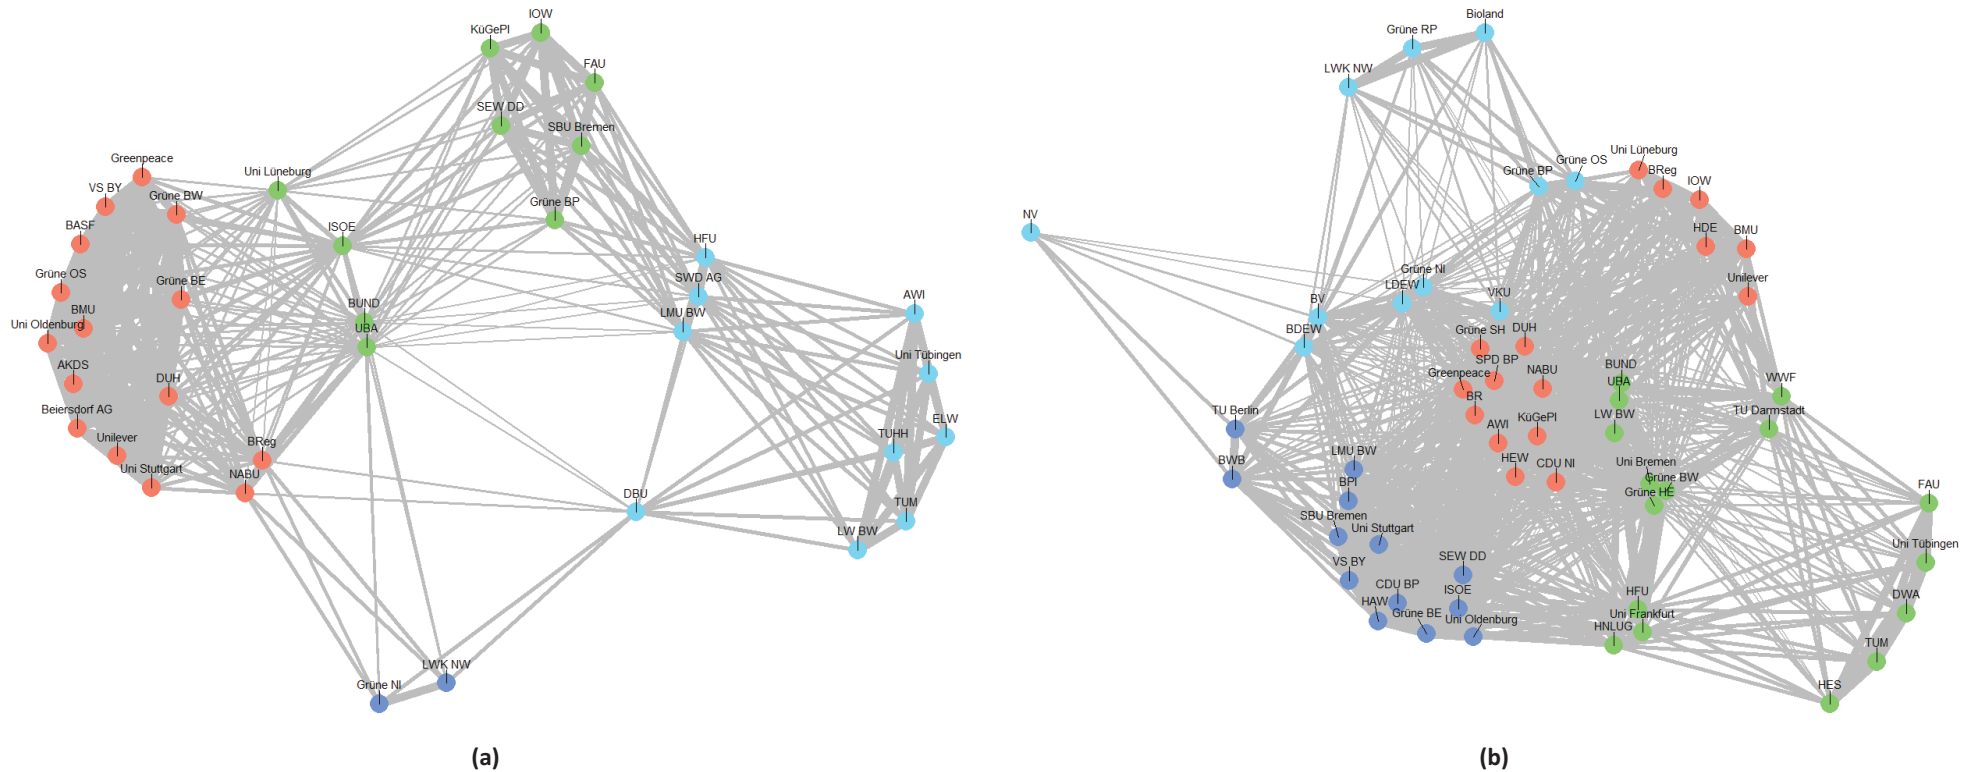 IOW
KüGePl
FAU
SEW DD
SBU Bremen
Greenpeace
Uni Lüneburg
VS BY
Grüne BW
Grüne BP
BASF
ISOE
HFU
Grüne OS
Grüne BE
SWD AG
AWI
BMU
BUND
LMU BW
Uni Oldenburg
UBA
Uni Tübingen
AKDS
DUH
Beiersdorf AG
ELW
Unilever
BReg
TUHH
Uni Stuttgart
NABU
DBU
TUM
LW BW
LWK NW
Grüne NI
(a)
Bioland
Grüne RP
LWK NW
Uni Lüneburg
Grüne OS
Grüne BP
BReg
IOW
NV
HDE
BMU
Grüne NI
LDEW
Unilever
BV
VKU
BDEW
Grüne SH
DUH
SPD BP
BUND
Greenpeace
NABU
UBA
WWF
BR
TU Berlin
KüGePl
LW BW
TU Darmstadt
AWI
BWB
LMU BW
HEW
CDU NI
Uni Bremen
Grüne BW
BPI
Grüne HE
FAU
SBU Bremen
Uni Stuttgart
Uni Tübingen
VS BY
SEW DD
CDU BP
ISOE
HFU
DWA
HAW
Grüne BE
Uni Oldenburg
Uni Frankfurt
HNLUG
TUM
HES
(b)